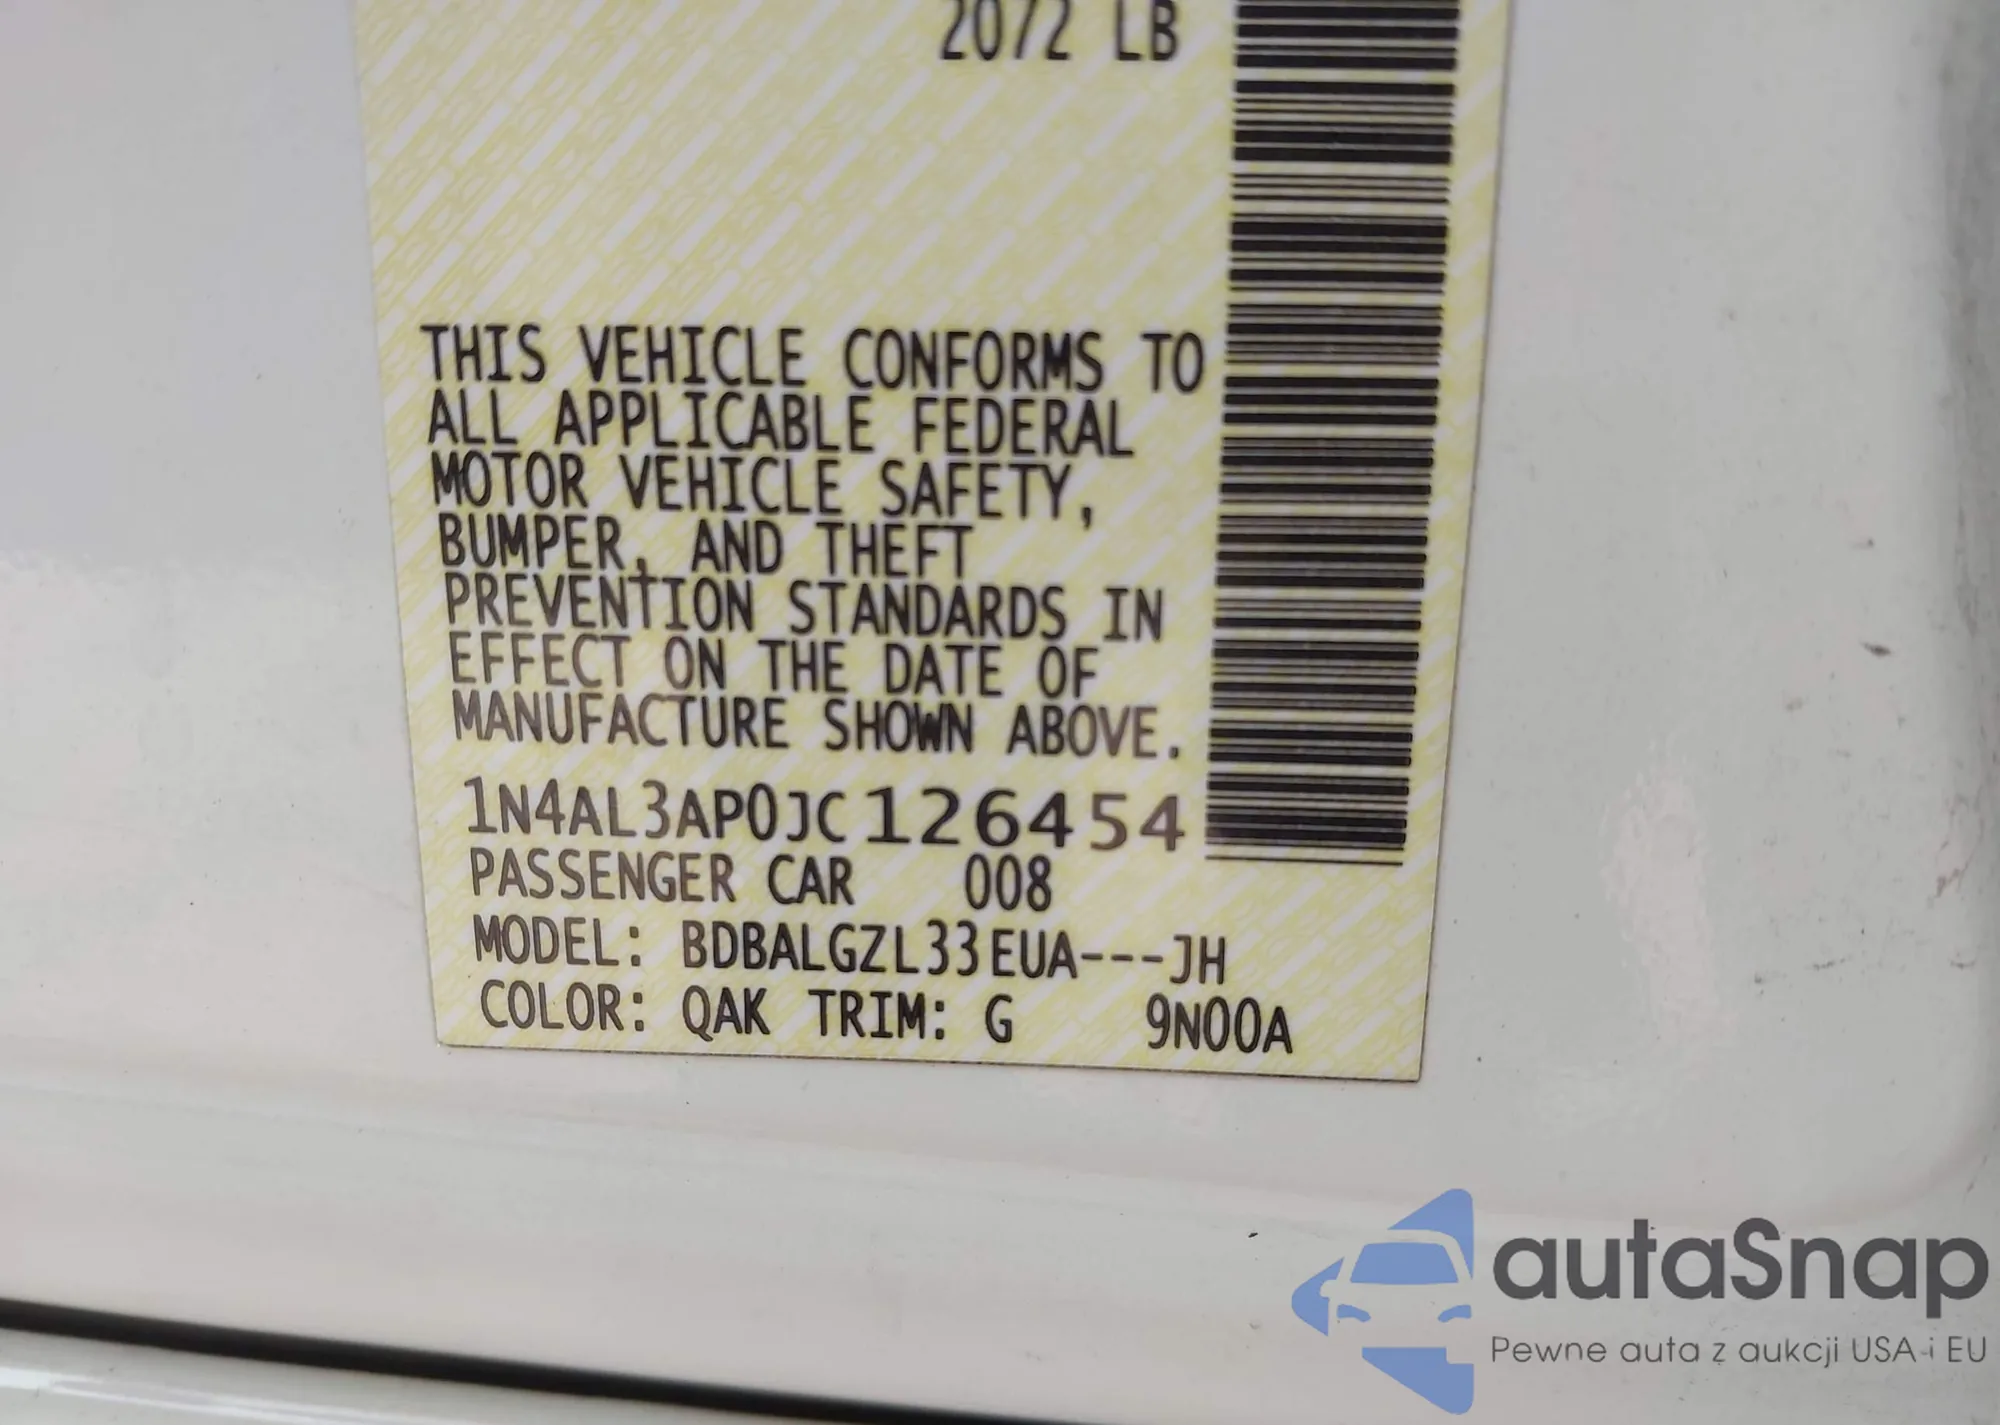 2072 LB
THIS VEHICLE CONFORMS TO
ALL APPLICABLE FEDERAL
MOTOR VEHICLE SAFETY,
BUMPER, AND THEFT
PREVENTION STANDARDS IN
EFFECT ON THE DATE OF
MANUFACTURE SHOWN ABOVE.
1N4AL3AP0JC126454
PASSENGER CAR 008
MODEL: BDBALGZL33EUA---JH
COLOR: QAK TRIM: G 9N00A
autaSnap
Pewne auta z aukcji USA i EU